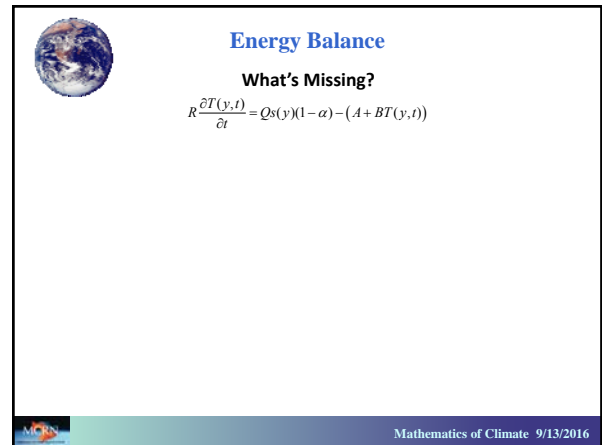 Energy Balance
What's Missing?
R ∂T(y,t)/∂t = Qs(y)(1−α) − (A + BT(y,t))
MCRN
Mathematics of Climate 9/13/2016